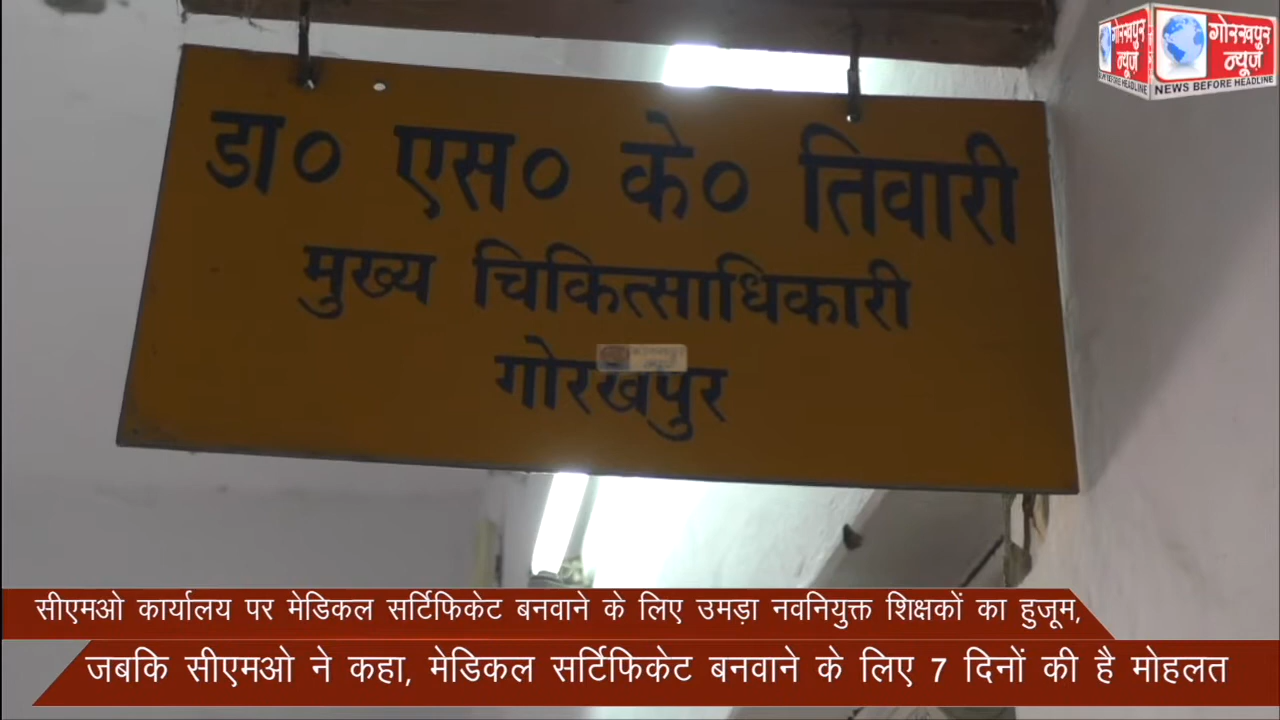 गोरखपुर
न्यूज
NEWS BEFORE HEADLINE
डा० एस० के० तिवारी
मुख्य चिकित्साधिकारी
गोरखपुर
सीएमओ कार्यालय पर मेडिकल सर्टिफिकेट बनवाने के लिए उमड़ा नवनियुक्त शिक्षकों का हुजूम,
जबकि सीएमओ ने कहा, मेडिकल सर्टिफिकेट बनवाने के लिए 7 दिनों की है मोहलत